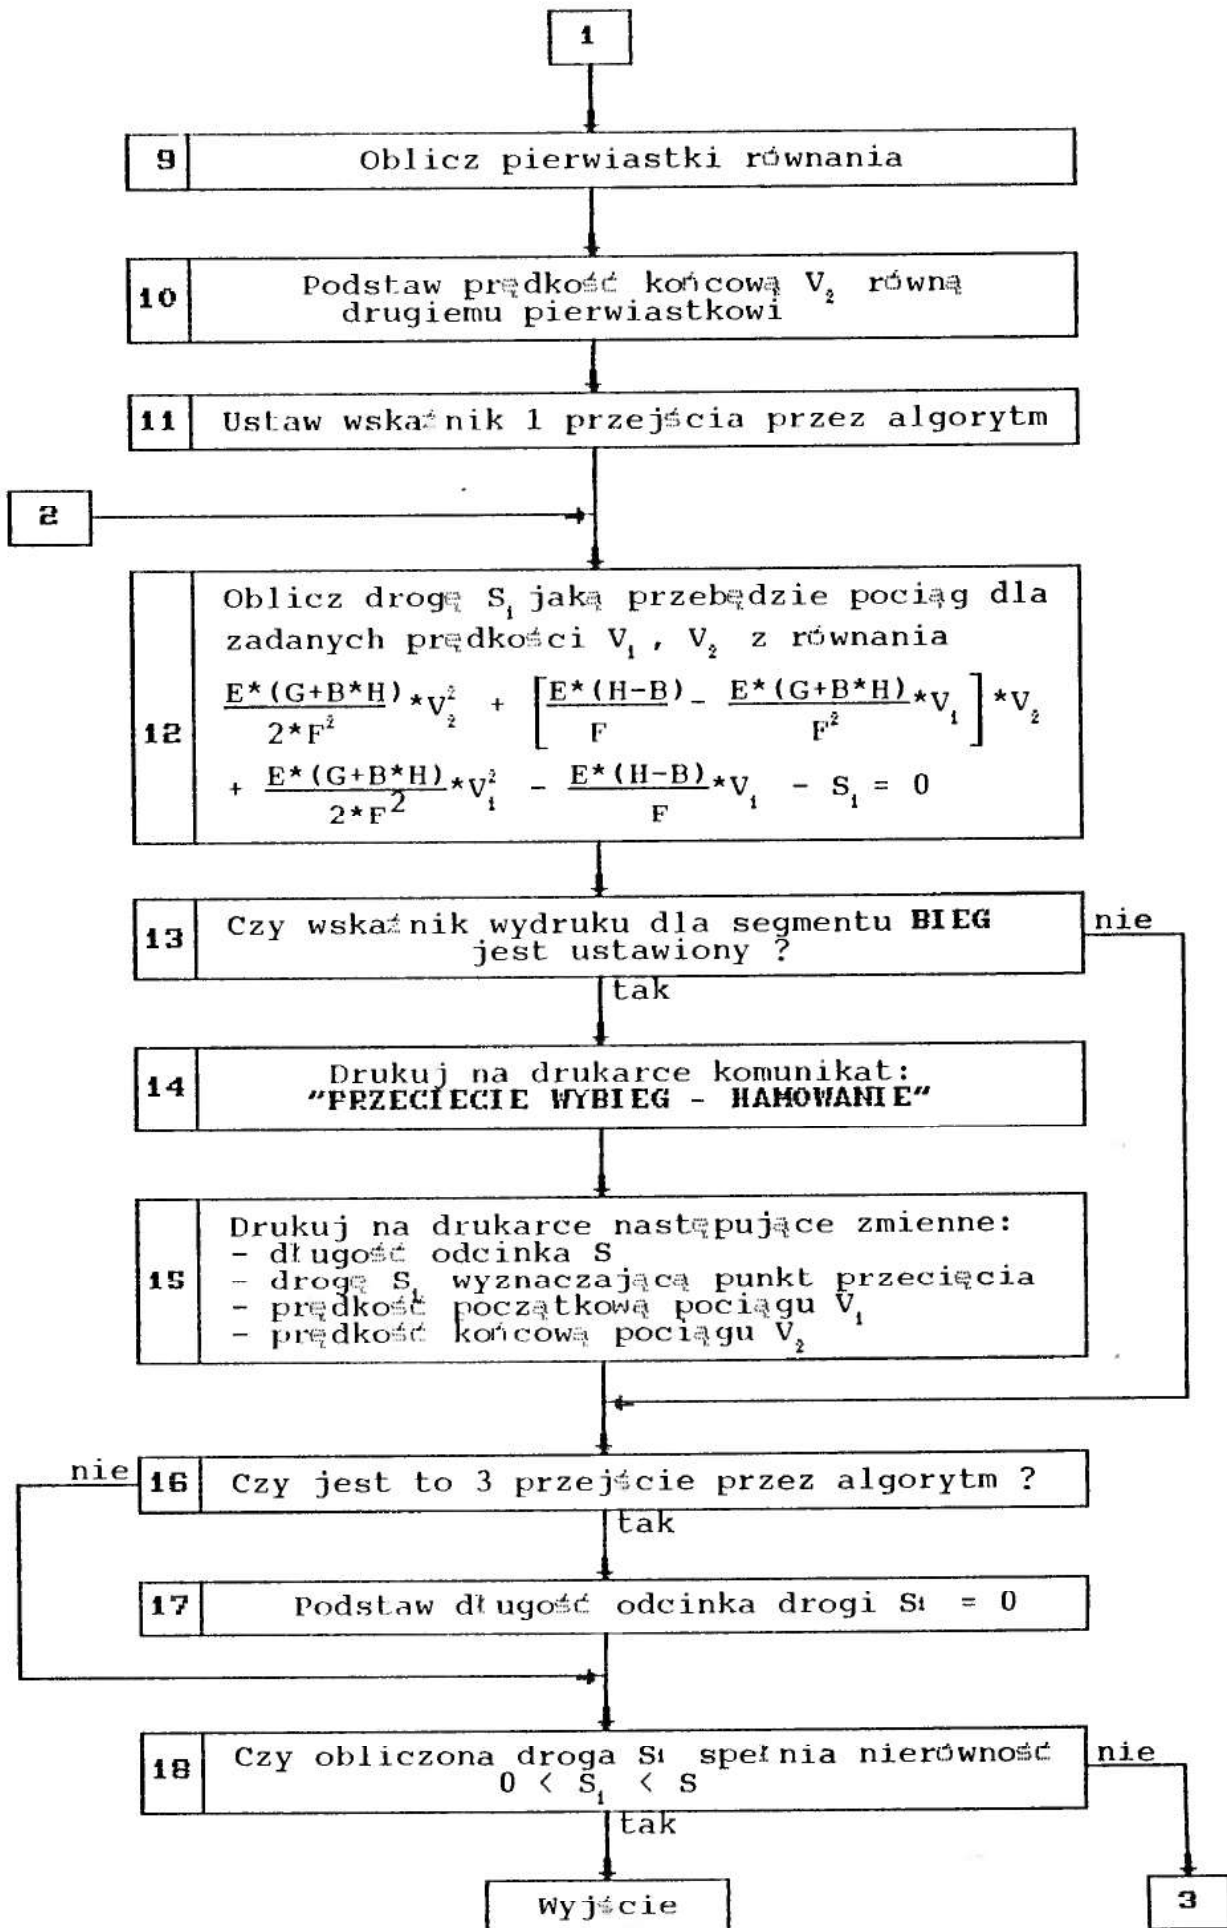 1
9 Oblicz pierwiastki równania
10 Podstaw prędkość końcową V₂ równą
drugiemu pierwiastkowi
11 Ustaw wskaźnik 1 przejścia przez algorytm
2
12 Oblicz drogę S₁ jaką przebędzie pociąg dla
zadanych prędkości V₁ , V₂ z równania
E*(G+B*H)/2*F² *V₂² + [E*(H-B)/F - E*(G+B*H)/F² *V₁] *V₂
+ E*(G+B*H)/2*F² *V₁² - E*(H-B)/F *V₁ - S₁ = 0
13 Czy wskaźnik wydruku dla segmentu BIEG
jest ustawiony ?
nie
tak
14 Drukuj na drukarce komunikat:
"PRZECIECIE WYBIEG - HAMOWANIE"
15 Drukuj na drukarce następujące zmienne:
- długość odcinka S
- drogę S₁ wyznaczającą punkt przecięcia
- prędkość początkową pociągu V₁
- prędkość końcową pociągu V₂
nie
16 Czy jest to 3 przejście przez algorytm ?
tak
17 Podstaw długość odcinka drogi S₁ = 0
18 Czy obliczona droga S₁ spełnia nierówność
0 < S₁ < S
nie
tak
Wyjście
3